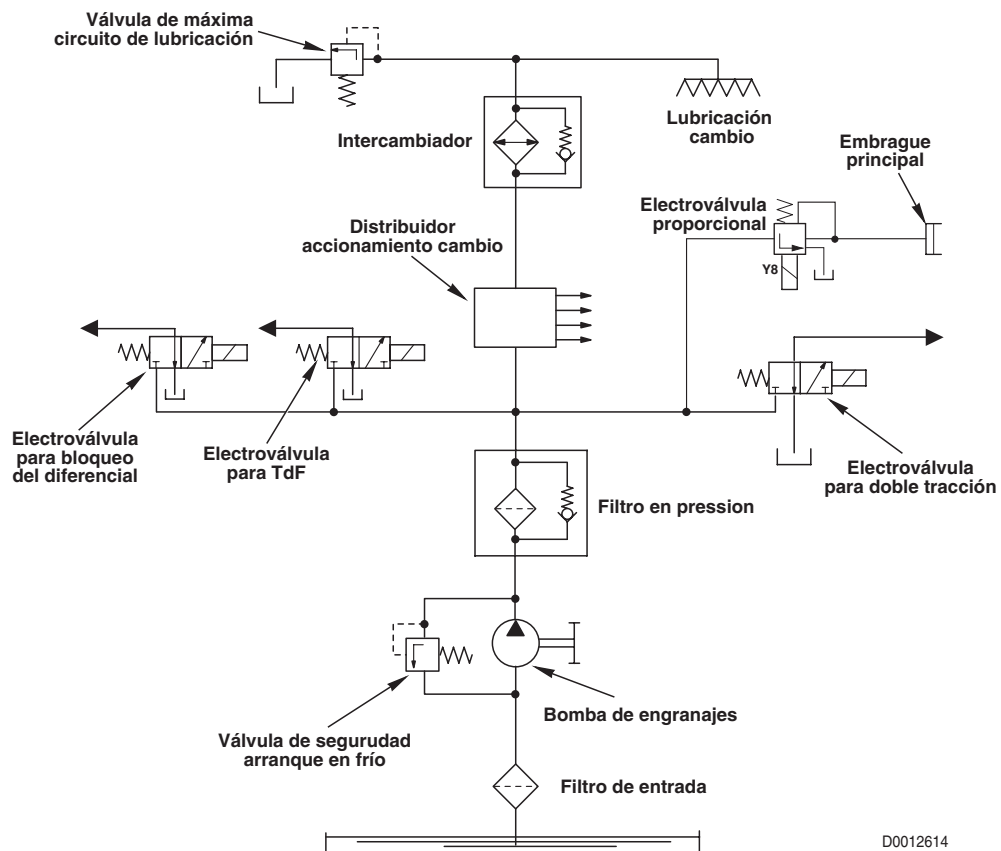 Válvula de máxima
circuito de lubricación
Lubricación
cambio
Intercambiador
Embrague
principal
Electroválvula
proporcional
Distribuidor
accionamiento cambio
Y8
Electroválvula
para bloqueo
del diferencial
Electroválvula
para TdF
Electroválvula
para doble tracción
Filtro en pression
Bomba de engranajes
Válvula de segurudad
arranque en frío
Filtro de entrada
D0012614